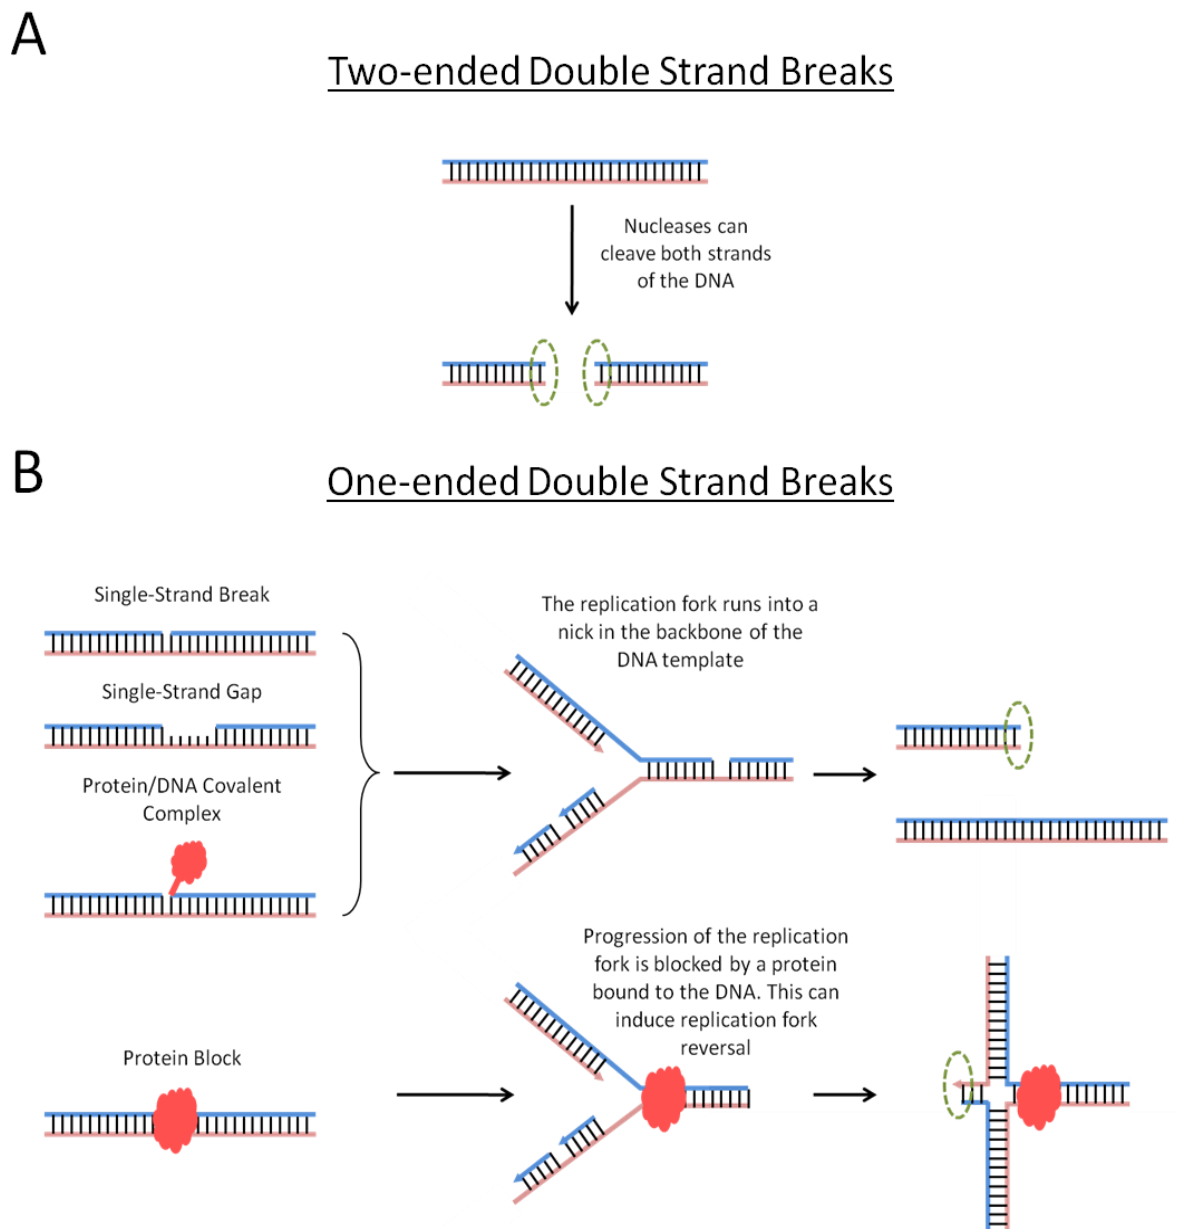 A
Two-ended Double Strand Breaks
Nucleases can
cleave both strands
of the DNA
B
One-ended Double Strand Breaks
Single-Strand Break
Single-Strand Gap
Protein/DNA Covalent
Complex
The replication fork runs into a
nick in the backbone of the
DNA template
Protein Block
Progression of the replication
fork is blocked by a protein
bound to the DNA. This can
induce replication fork
reversal